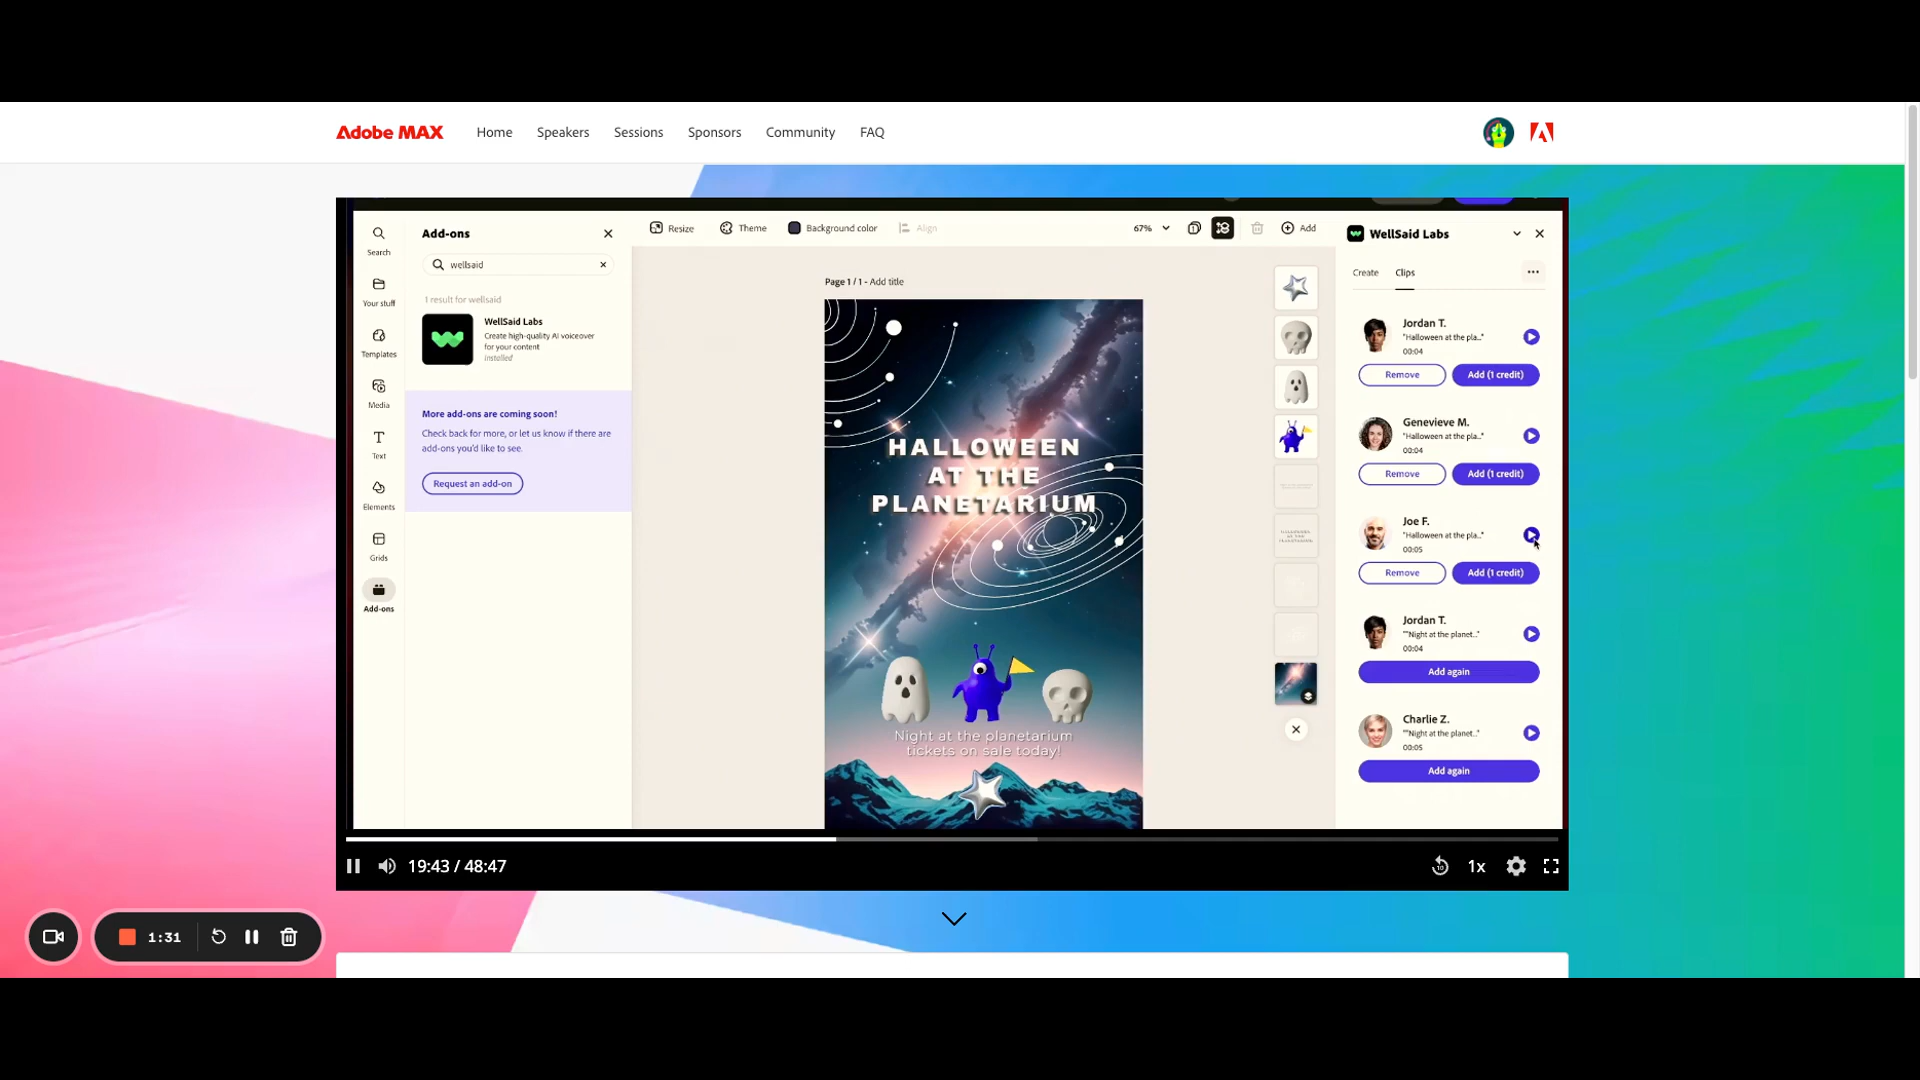 Adobe MAX
Home
Speakers
Sessions
Sponsors
Community
FAQ
Search
Your stuff
Templates
Media
Text
Elements
Grids
Add-ons
Add-ons
wellsaid
1 result for wellsaid
WellSaid Labs
Create high-quality AI voiceover
for your content
Installed
More add-ons are coming soon!
Check back for more, or let us know if there are
add-ons you'd like to see.
Request an add-on
Resize
Theme
Background color
Align
67%
Add
Page 1 / 1 - Add title
HALLOWEEN
AT THE
PLANETARIUM
Night at the planetarium
tickets on sale today!
WellSaid Labs
Create
Clips
Jordan T.
"Halloween at the pla.."
00:04
Remove
Add (1 credit)
Genevieve M.
"Halloween at the pla.."
00:04
Remove
Add (1 credit)
Joe F.
"Halloween at the pla.."
00:05
Remove
Add (1 credit)
Jordan T.
""Night at the planet.."
00:04
Add again
Charlie Z.
""Night at the planet.."
00:05
Add again
19:43 / 48:47
1x
1:31